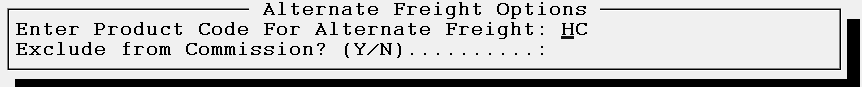 Alternate Freight Options
Enter Product Code For Alternate Freight: HC
Exclude from Commission? (Y/N)..........: